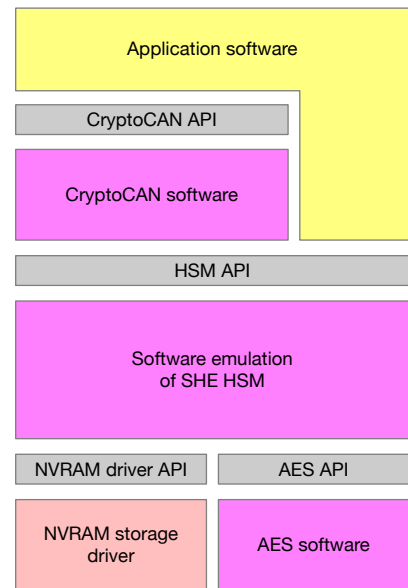 Application software
CryptoCAN API
CryptoCAN software
HSM API
Software emulation
of SHE HSM
NVRAM driver API
AES API
NVRAM storage
driver
AES software